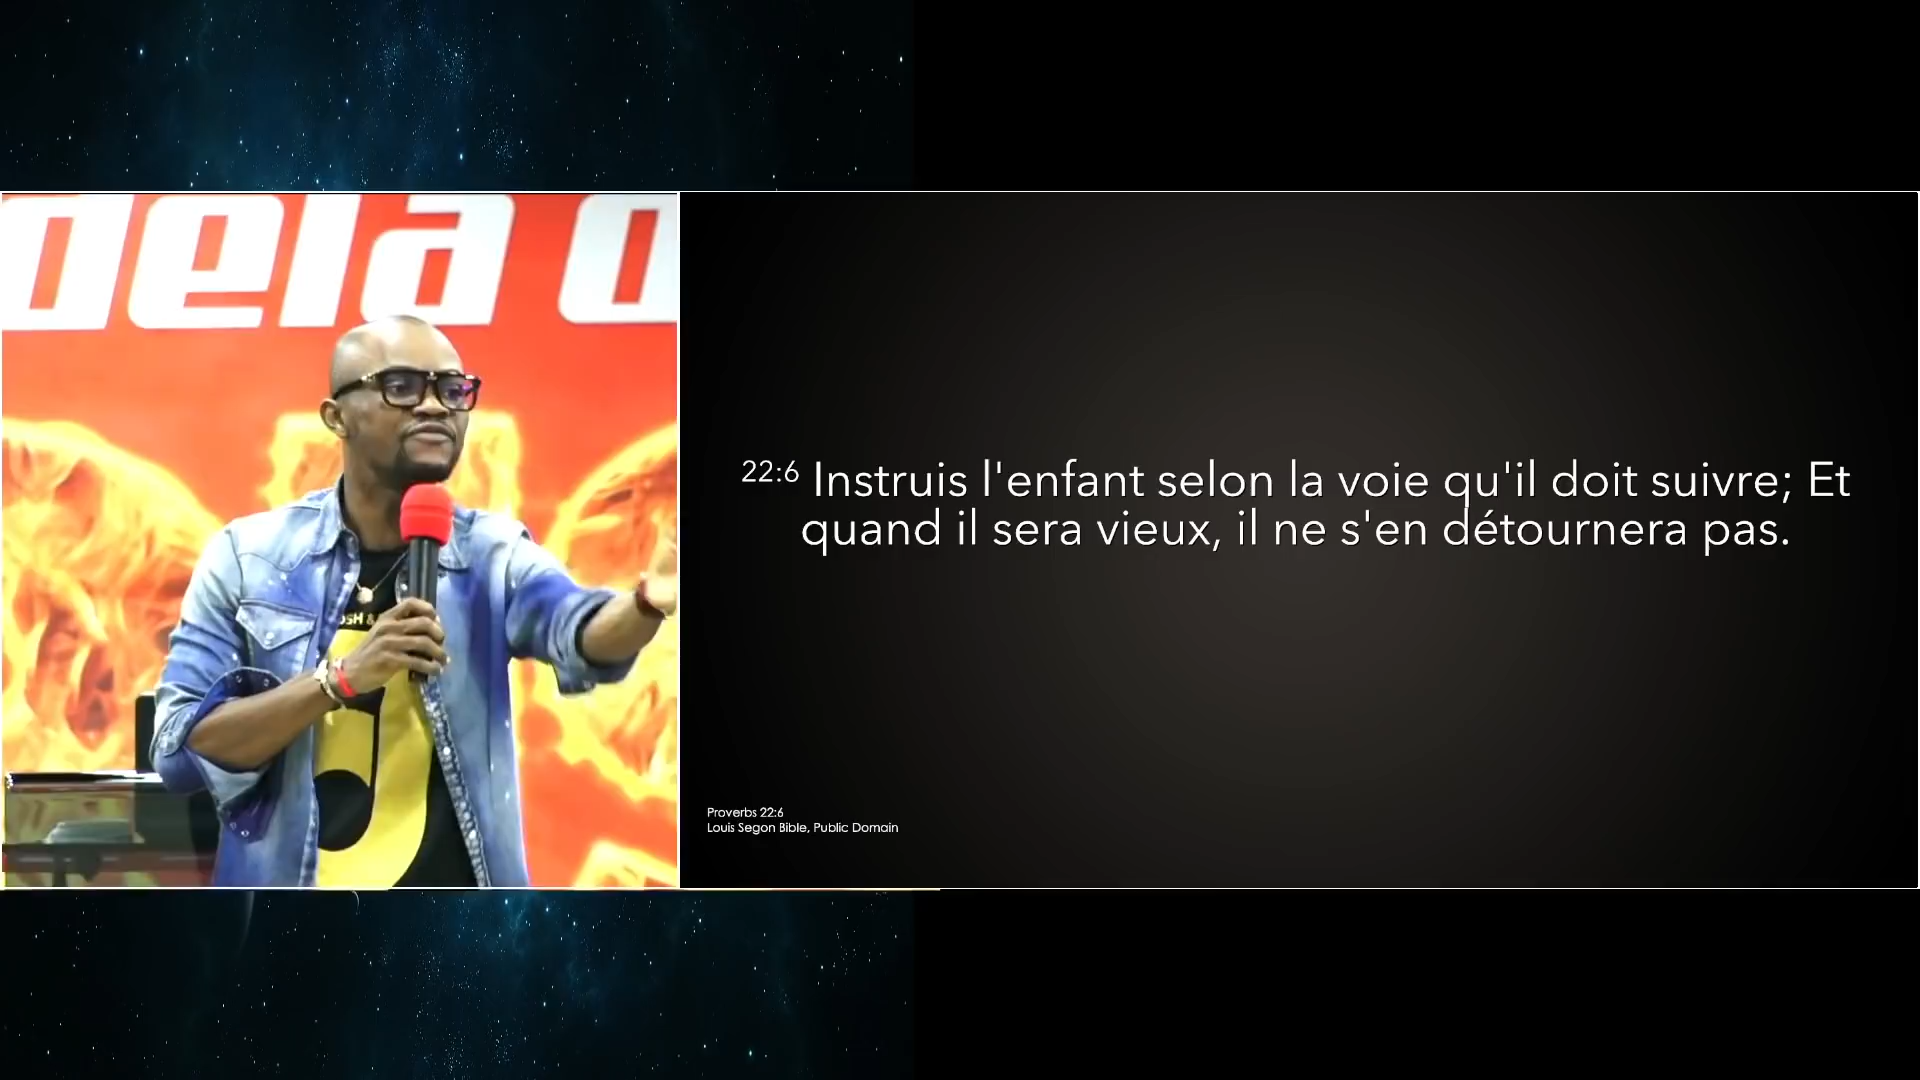 dela d
22:6 Instruis l'enfant selon la voie qu'il doit suivre; Et
quand il sera vieux, il ne s'en détournera pas.
Proverbs 22:6
Louis Segon Bible, Public Domain